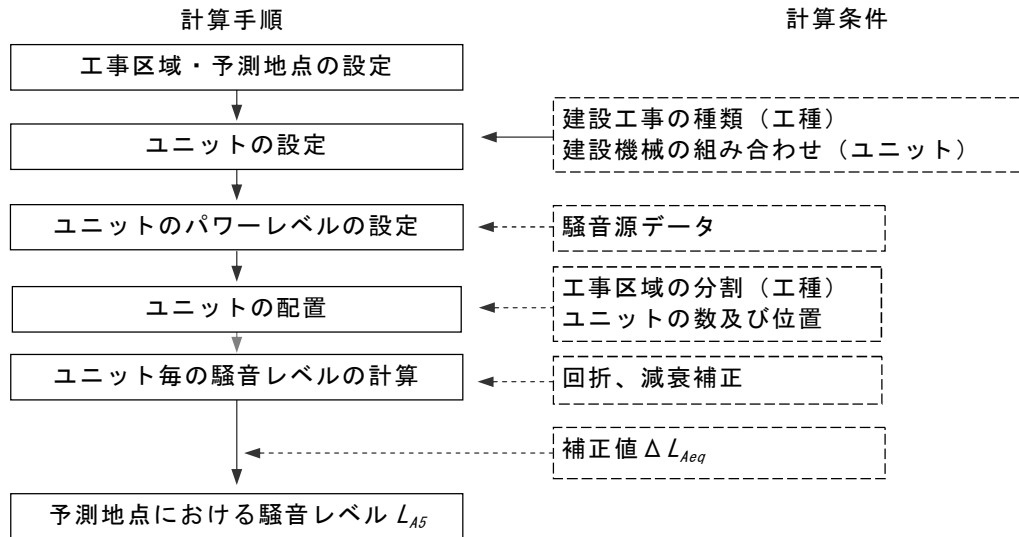 計算手順
計算条件
工事区域・予測地点の設定
ユニットの設定
建設工事の種類（工種）
建設機械の組み合わせ（ユニット）
ユニットのパワーレベルの設定
騒音源データ
ユニットの配置
工事区域の分割（工種）
ユニットの数及び位置
ユニット毎の騒音レベルの計算
回折、減衰補正
補正値ΔLAeq
予測地点における騒音レベルLA5